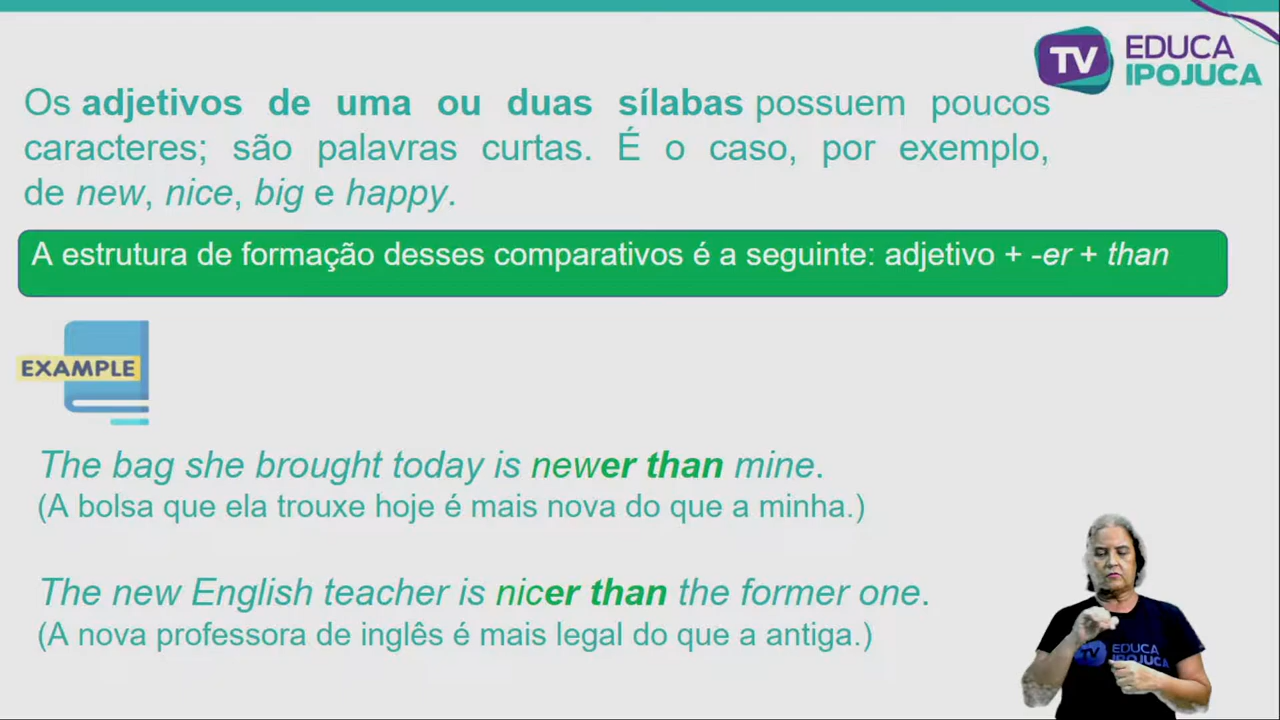 TV EDUCA
IPOJUCA
Os adjetivos de uma ou duas sílabas possuem poucos
caracteres; são palavras curtas. É o caso, por exemplo,
de new, nice, big e happy.
A estrutura de formação desses comparativos é a seguinte: adjetivo + -er + than
EXAMPLE
The bag she brought today is newer than mine.
(A bolsa que ela trouxe hoje é mais nova do que a minha.)
The new English teacher is nicer than the former one.
(A nova professora de inglês é mais legal do que a antiga.)
TV EDUCA
IPOJUCA